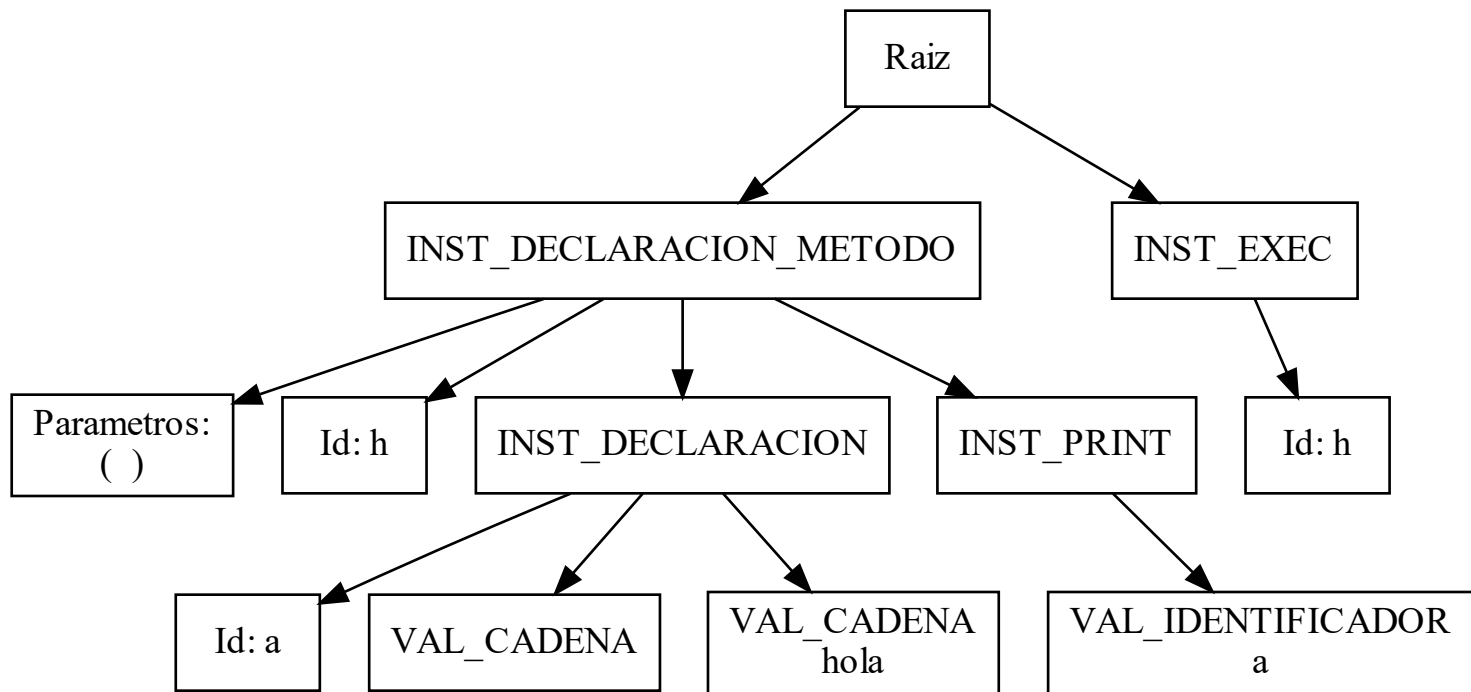 Raiz
INST_DECLARACION_METODO
INST_EXEC
Parametros:
( )
Id: h
INST_DECLARACION
INST_PRINT
Id: h
Id: a
VAL_CADENA
VAL_CADENA
hola
VAL_IDENTIFICADOR
a